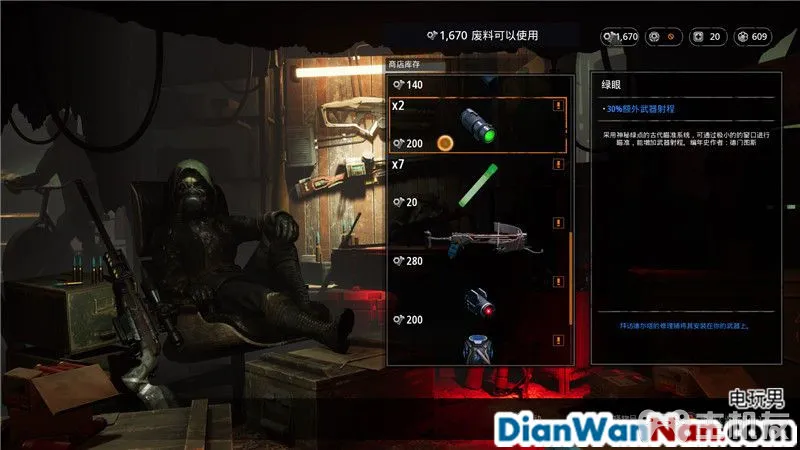 1,670 废料可以使用
1,670
20
609
商店库存
140
x2
200
x7
20
280
200
绿眼
·30%额外武器射程
采用神秘绿点的古代瞄准系统，可通过极小的的窗口进行
瞄准，能增加武器射程。编年史作者：德门图斯
拜访德尔塔的修理铺将其安装在你的武器上。
电玩男
DianWanNan.com